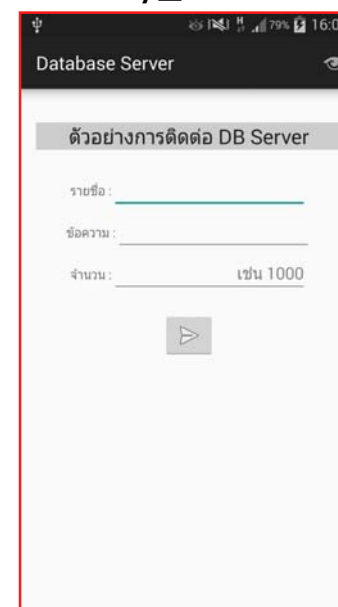 79% 16:0
Database Server
ตัวอย่างการติดต่อ DB Server
รายชื่อ :
ข้อความ :
จำนวน : เช่น 1000